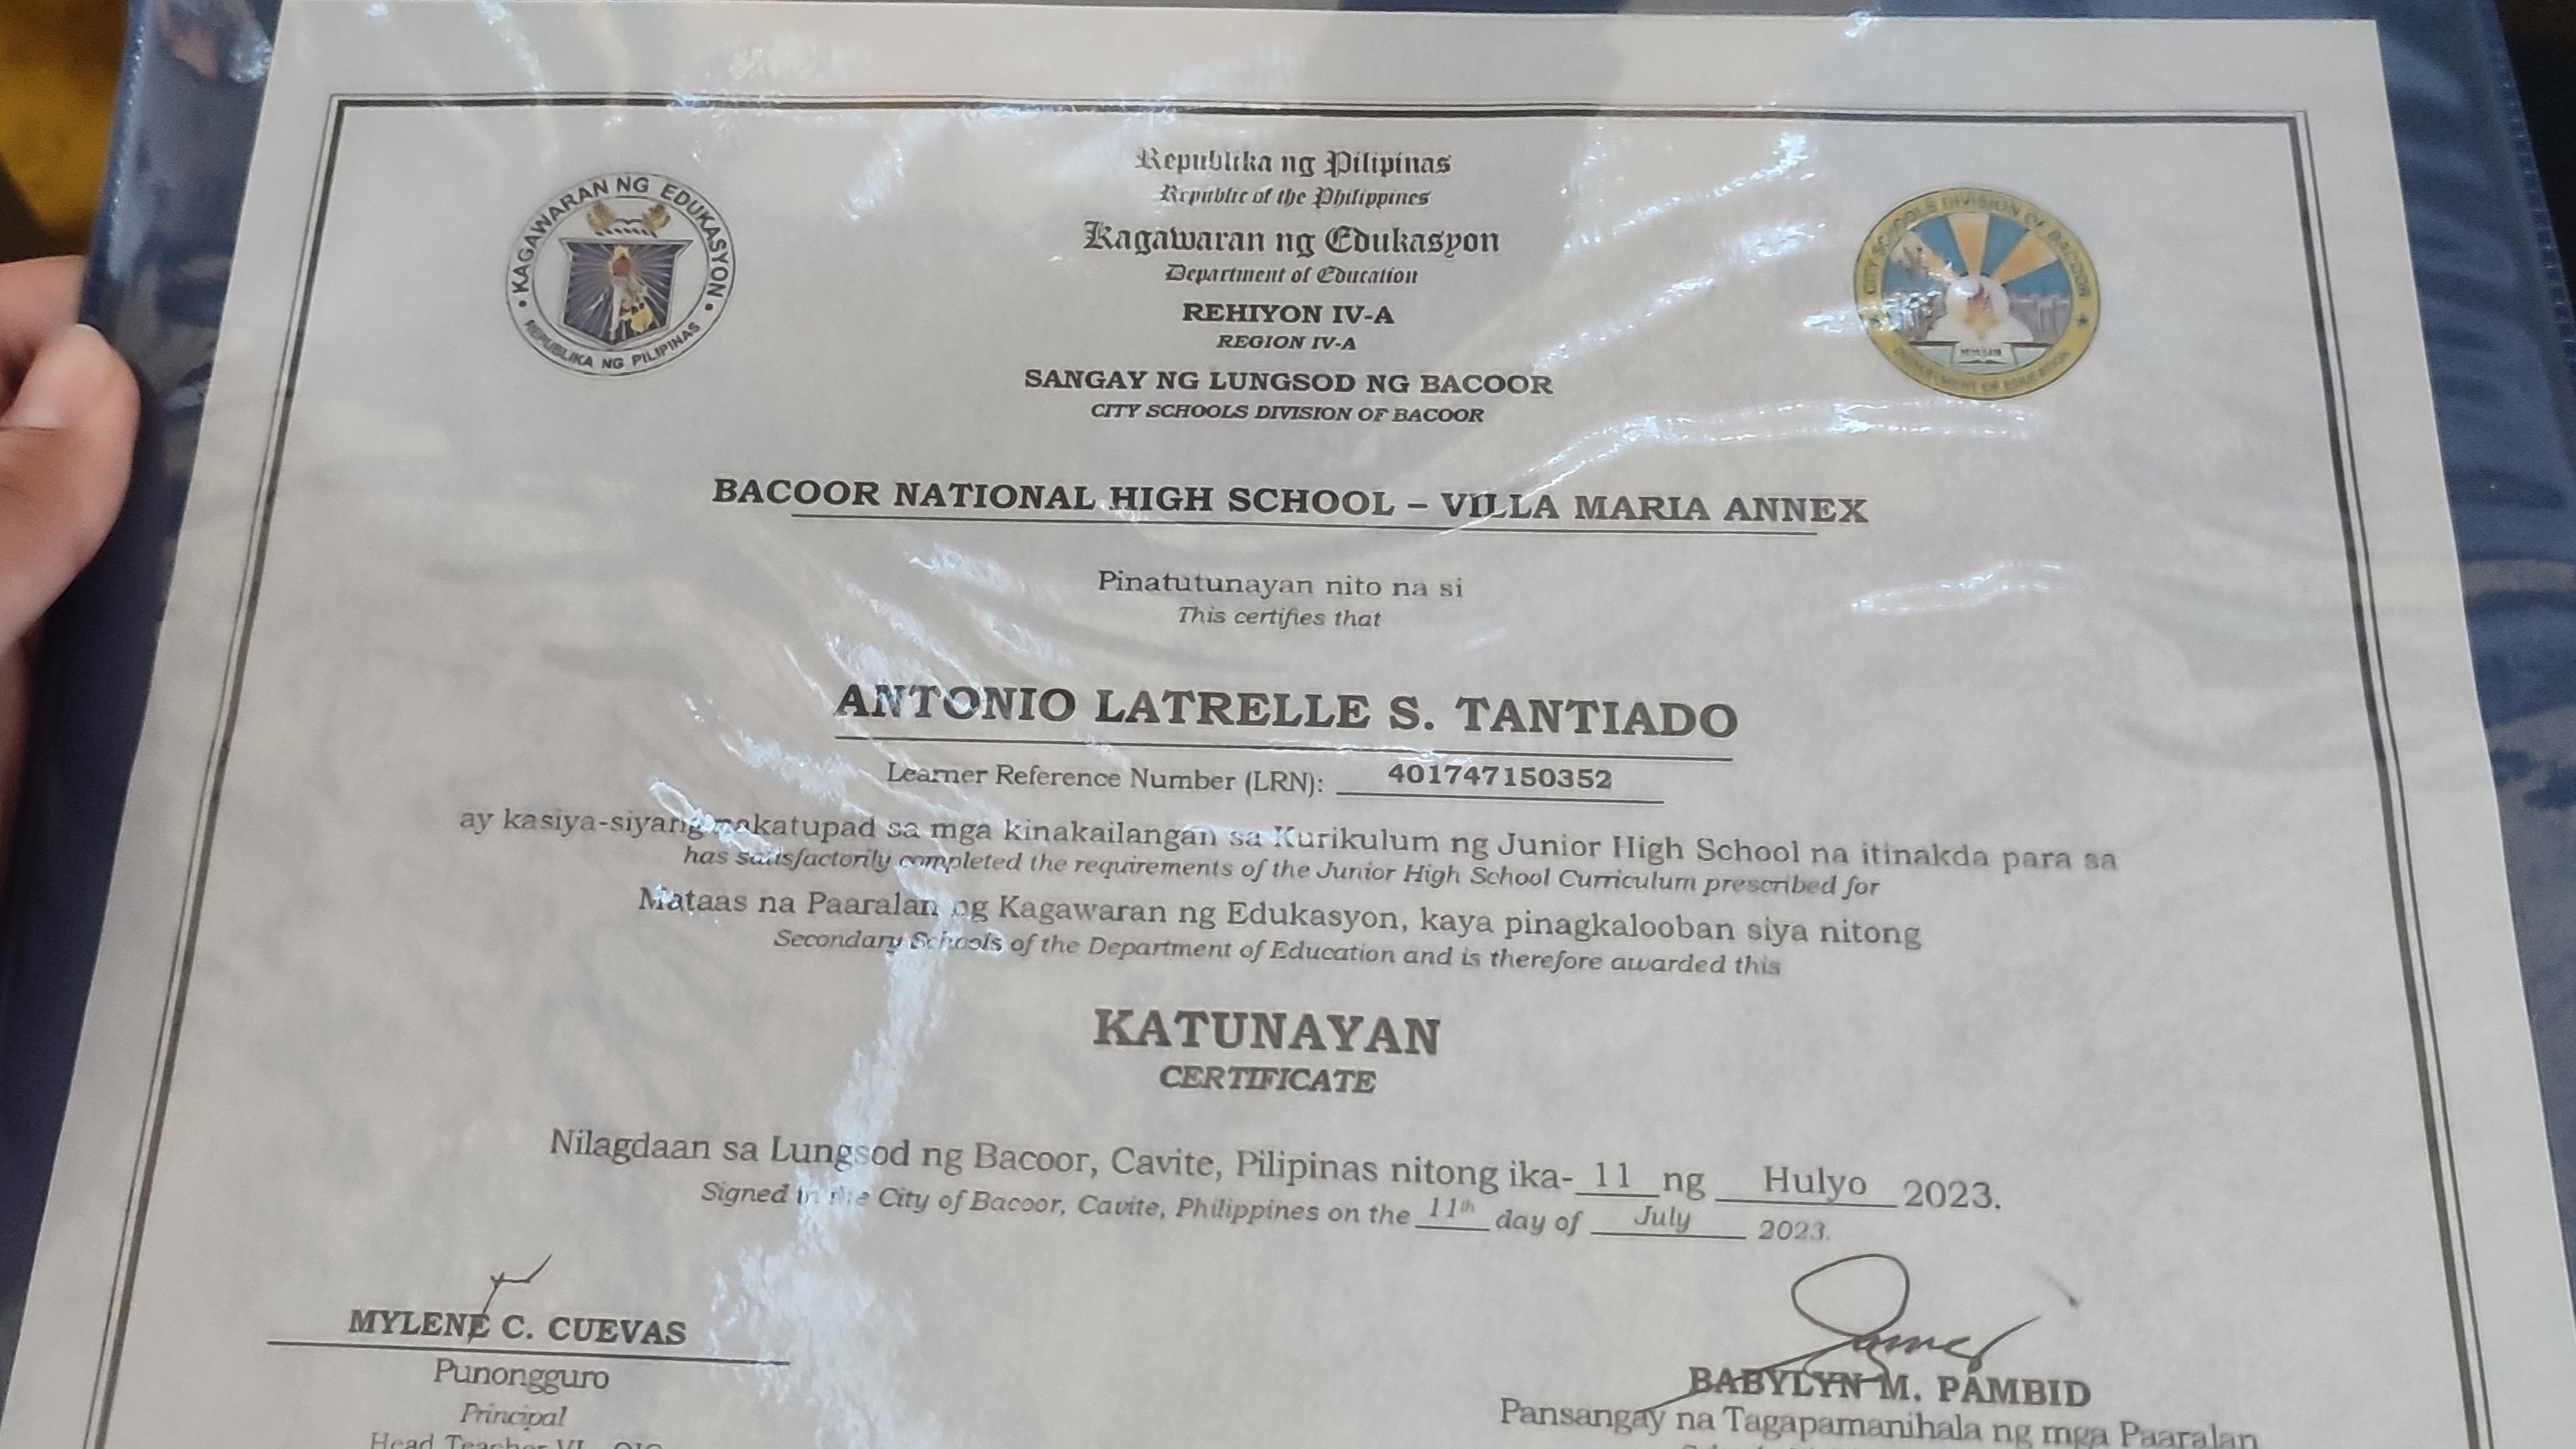 KAGAWARAN NG EDUKASYON
REPUBLIKA NG PILIPINAS
Republika ng Pilipinas
Republic of the Philippines
Kagawaran ng Edukasyon
Department of Education
REHIYON IV-A
REGION IV-A
SANGAY NG LUNGSOD NG BACOOR
CITY SCHOOLS DIVISION OF BACOOR
CITY SCHOOLS DIVISION OF BACOOR
DEPARTMENT OF EDUCATION
BACOOR NATIONAL HIGH SCHOOL – VILLA MARIA ANNEX
Pinatutunayan nito na si
This certifies that
ANTONIO LATRELLE S. TANTIADO
Learner Reference Number (LRN): 401747150352
ay kasiya-siyang nakatupad sa mga kinakailangan sa Kurikulum ng Junior High School na itinakda para sa
has satisfactorily completed the requirements of the Junior High School Curriculum prescribed for
Mataas na Paaralan ng Kagawaran ng Edukasyon, kaya pinagkalooban siya nitong
Secondary Schools of the Department of Education and is therefore awarded this
KATUNAYAN
CERTIFICATE
Nilagdaan sa Lungsod ng Bacoor, Cavite, Pilipinas nitong ika- 11 ng Hulyo 2023.
Signed in the City of Bacoor, Cavite, Philippines on the 11th day of July 2023.
MYLENE C. CUEVAS
Punongguro
Principal
Head Teacher VI
BABYLYN M. PAMBID
Pansangay na Tagapamanihala ng mga Paaralan